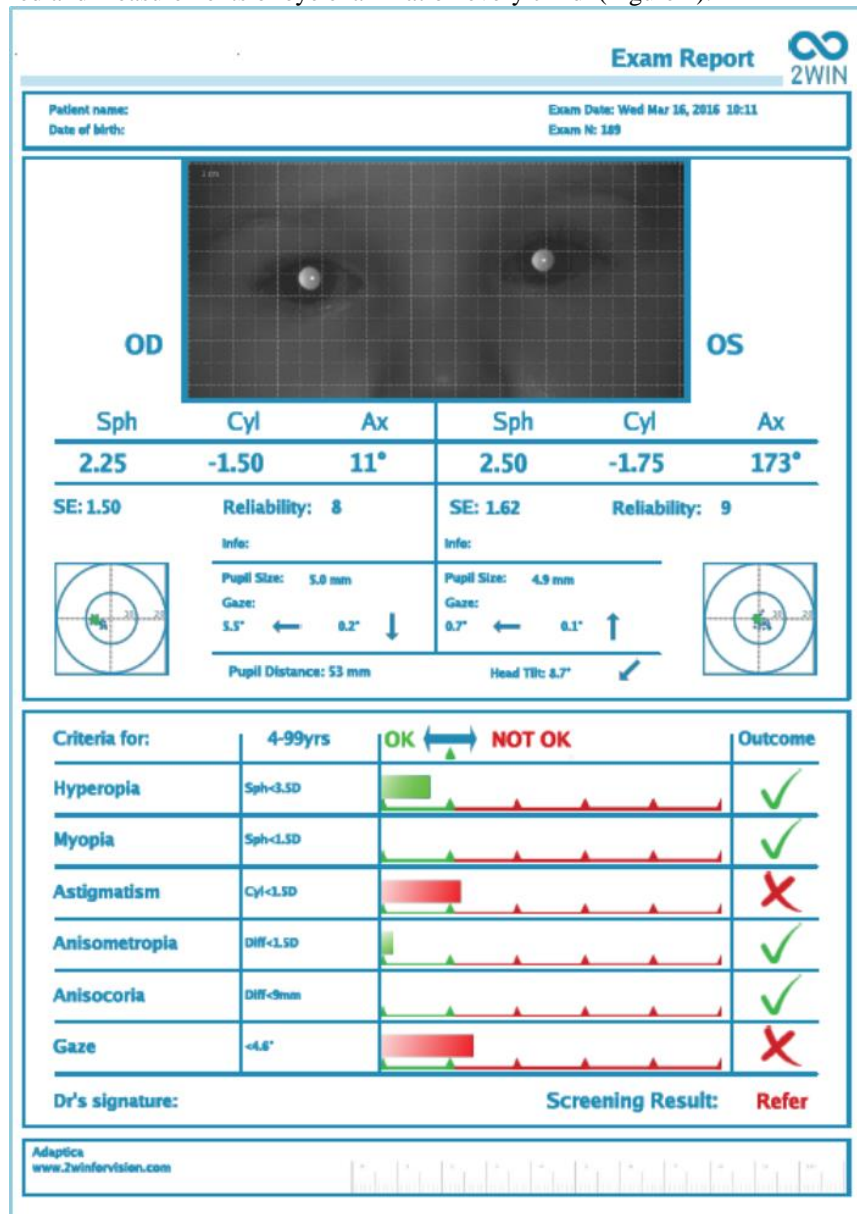 Exam Report
2WIN
Patient name:
Exam Date: Wed Mar 16, 2016 10:11
Date of birth:
Exam N: 189
OD
OS
Sph Cyl Ax Sph Cyl Ax
2.25 -1.50 11° 2.50 -1.75 173°
SE: 1.50 Reliability: 8 SE: 1.62 Reliability: 9
Info: Info:
Pupil Size: 5.0 mm Pupil Size: 4.9 mm
Gaze: Gaze:
5.5° 0.2° 0.7° 0.1°
20 20 20 20
Pupil Distance: 53 mm Head Tilt: 8.7°
Criteria for: 4-99yrs OK NOT OK Outcome
Hyperopia Sph<3.5D
Myopia Sph<1.5D
Astigmatism Cyl<1.5D
Anisometropia Diff<1.5D
Anisocoria Diff<9mm
Gaze <4.6°
Dr's signature: Screening Result: Refer
Adaptica
www.2winforvision.com